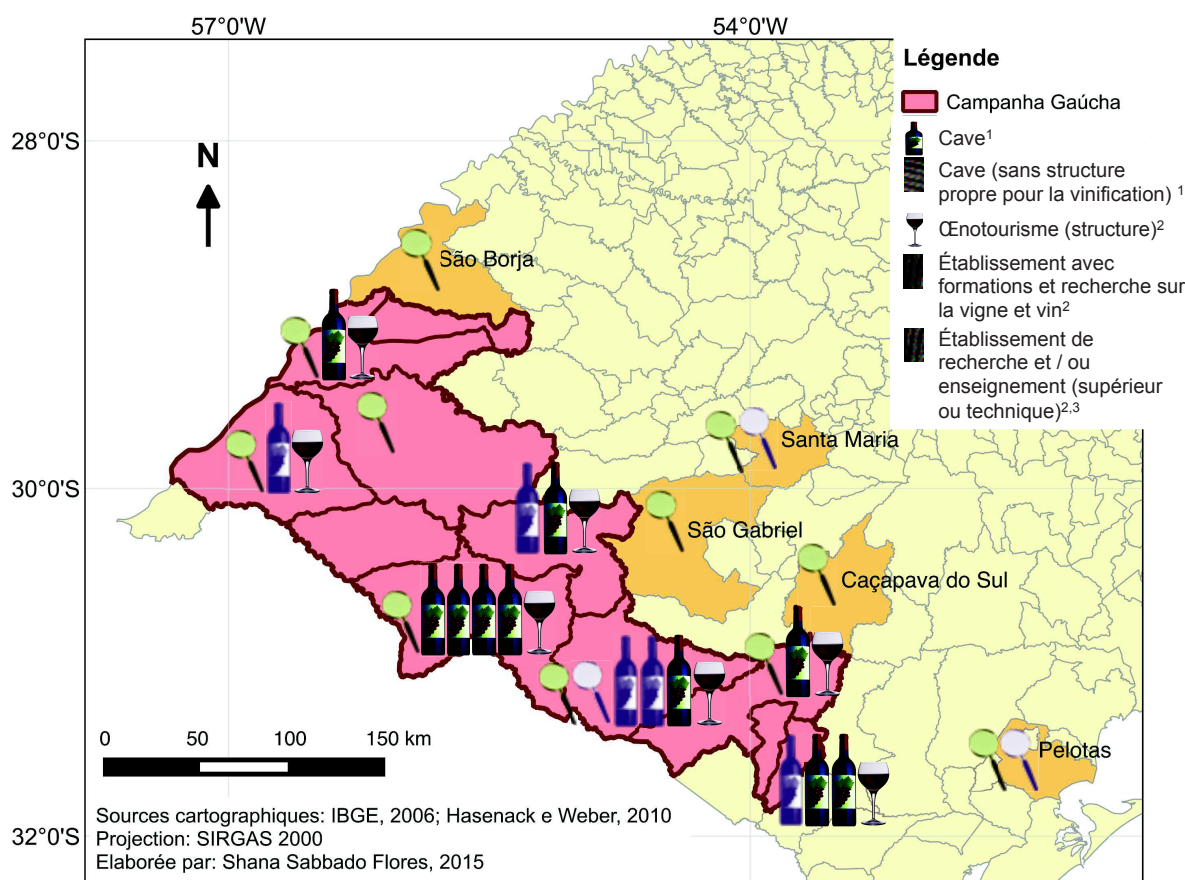 57°0'W 54°0'W
28°0'S
30°0'S
32°0'S
N
Légende
Campanha Gaúcha
Cave¹
Cave (sans structure
propre pour la vinification) ¹
Œnotourisme (structure)²
Établissement avec
formations et recherche sur
la vigne et vin²
Établissement de
recherche et / ou
enseignement (supérieur
ou technique)²,³
São Borja
Santa Maria
São Gabriel
Caçapava do Sul
Pelotas
0 50 100 150 km
Sources cartographiques: IBGE, 2006; Hasenack e Weber, 2010
Projection: SIRGAS 2000
Elaborée par: Shana Sabbado Flores, 2015